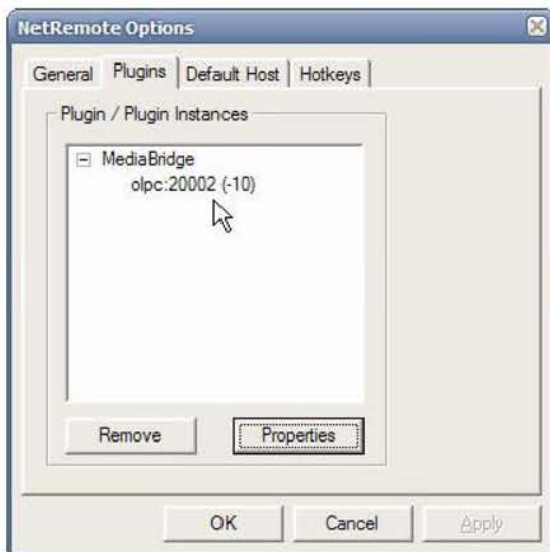 NetRemote Options
General Plugins Default Host Hotkeys
Plugin / Plugin Instances
MediaBridge
olpc:20002 (-10)
Remove Properties
OK Cancel Apply